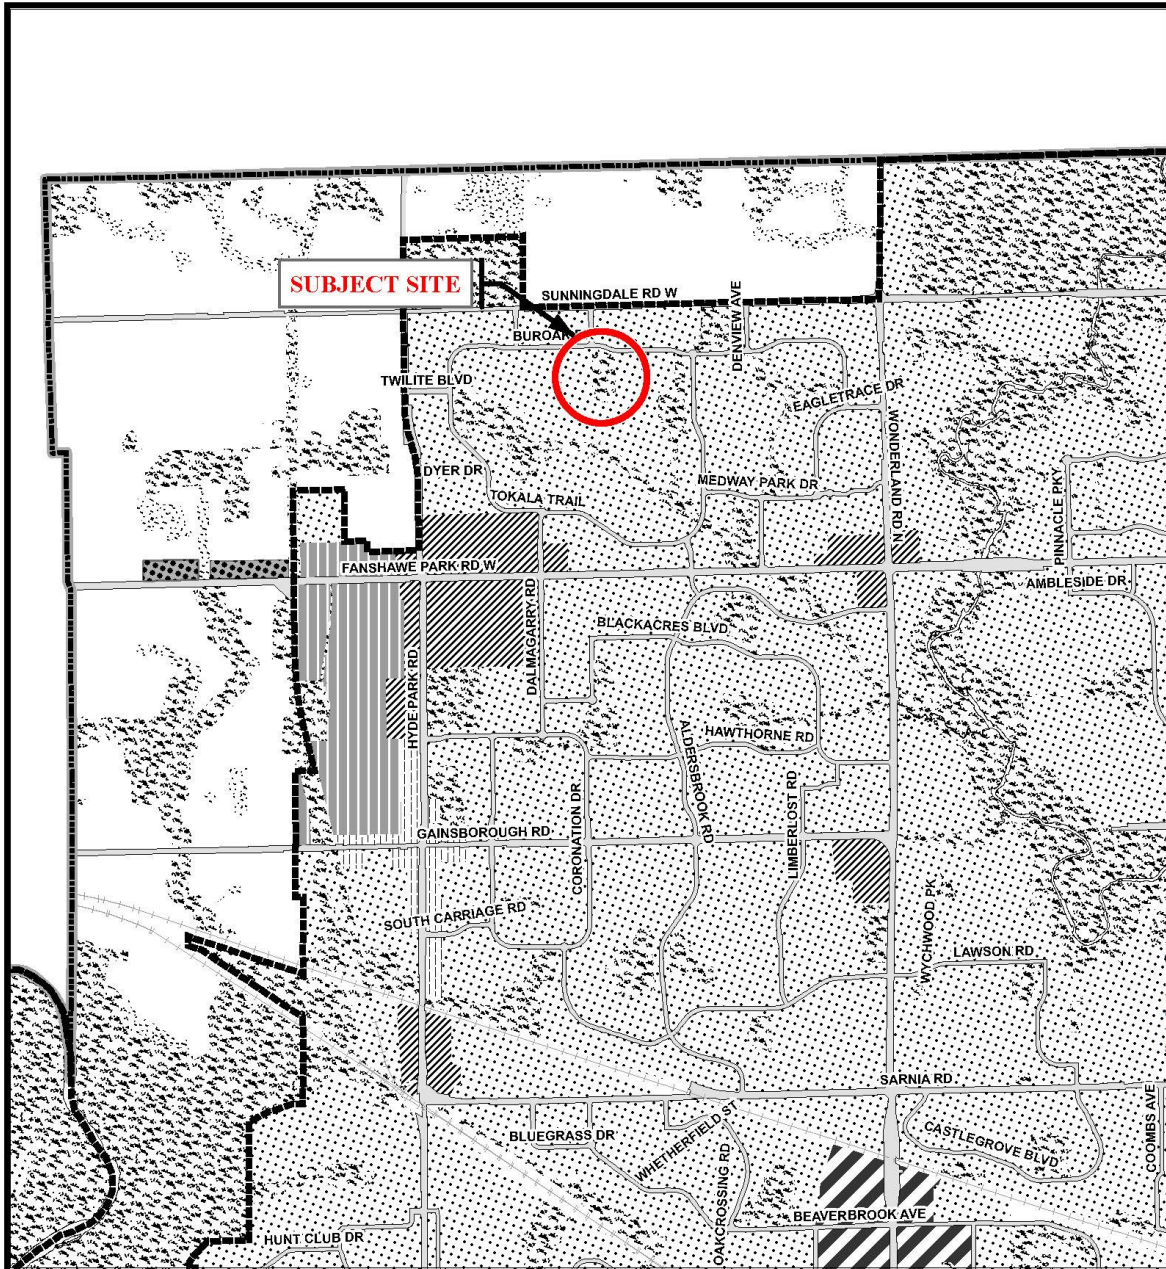 SUBJECT SITE
SUNNINGDALE RD W
DENVIEW AVE
BUROAK
TWILITE BLVD
EAGLETRACE DR
WONDERLAND RD N
DYER DR
MEDWAY PARK DR
TOKALA TRAIL
PINNACLE PKY
FANSHAWE PARK RD W
AMBLESIDE DR
DALMAGARRY RD
BLACKACRES BLVD
HYDE PARK RD
ALDERSBROOK RD
HAWTHORNE RD
LIMBERLOST RD
CORONATION DR
GAINSBOROUGH RD
SOUTH CARRIAGE RD
WYCHWOOD PK
LAWSON RD
SARNIA RD
COOMBS AVE
BLUEGRASS DR
WHETHERFIELD ST
CASTLEGROVE BLVD
OAKCROSSING RD
BEAVERBROOK AVE
HUNT CLUB DR